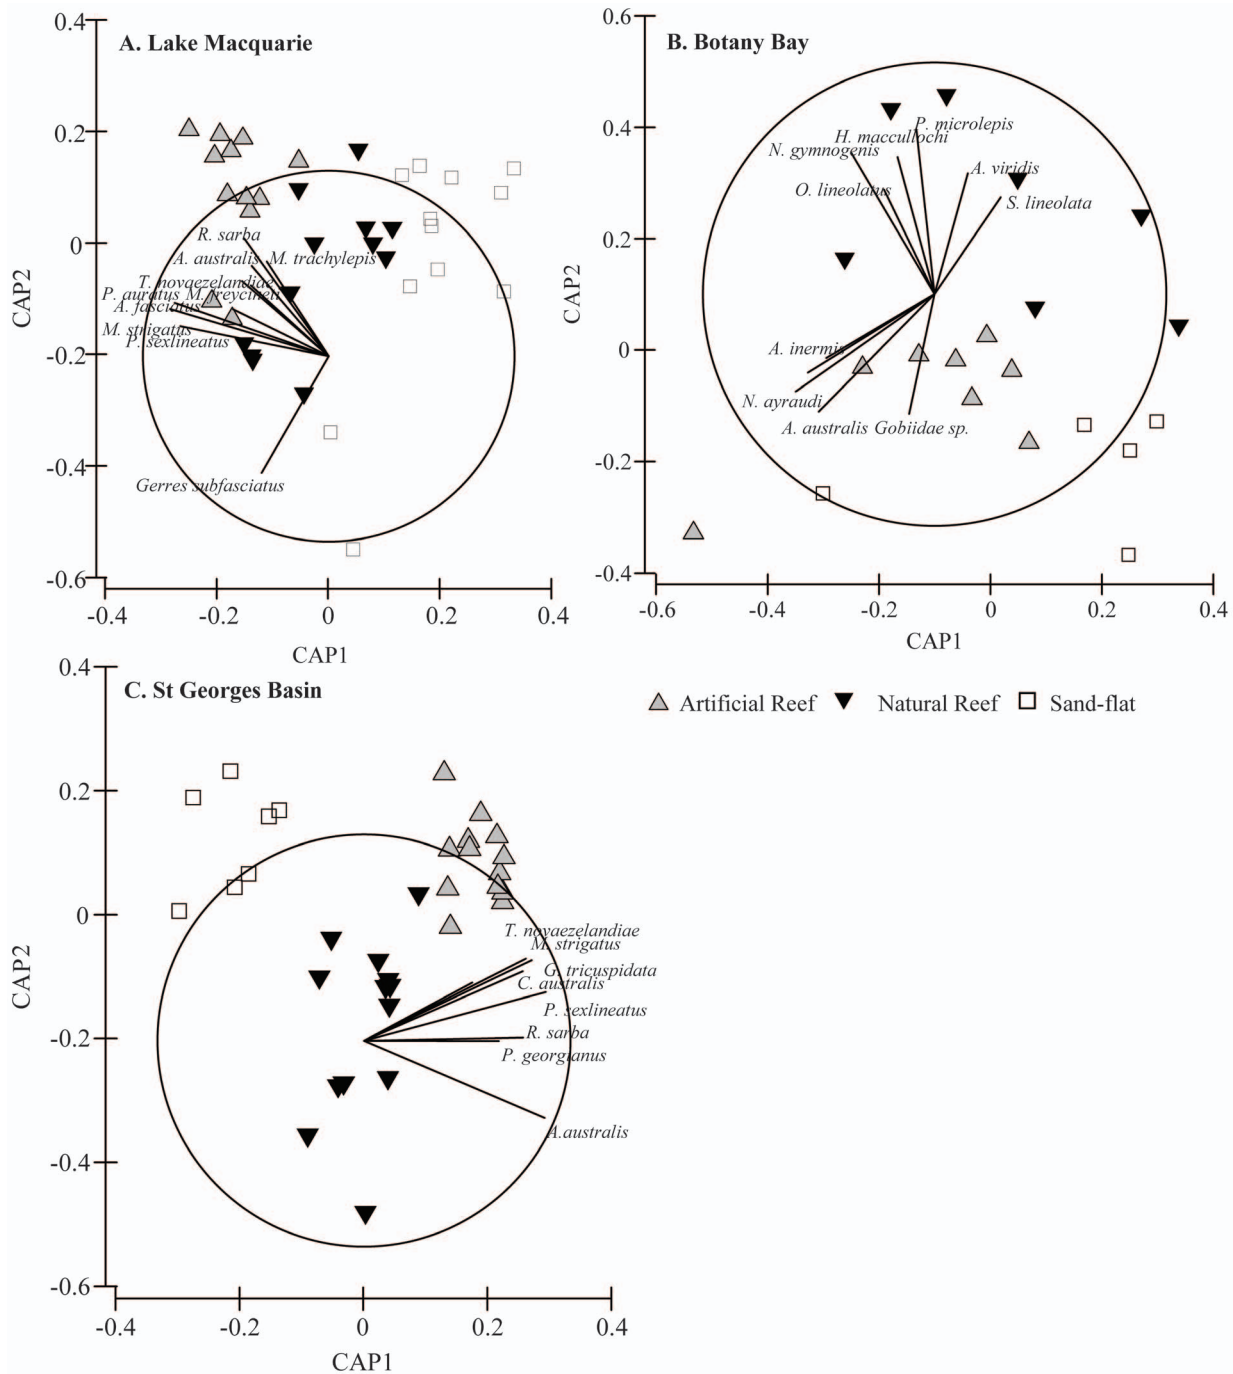 A. Lake Macquarie
0.4
0.2
0
-0.2
-0.4
-0.6
CAP2
R. sarba
A. australis
M. trachylepis
T. novaezelandiae
P. auratus
M. freycineti
A. fasciatus
M. strigatus
P. sexlineatus
Gerres subfasciatus
-0.4
-0.2
0
0.2
0.4
CAP1
B. Botany Bay
0.6
0.4
0.2
0
-0.2
-0.4
CAP2
P. microlepis
H. maccullochi
N. gymnogenis
A. viridis
O. lineolatus
S. lineolata
A. inermis
N. ayraudi
A. australis
Gobiidae sp.
-0.6
-0.4
-0.2
0
0.2
0.4
CAP1
Artificial Reef
Natural Reef
Sand-flat
C. St Georges Basin
0.4
0.2
0
-0.2
-0.4
-0.6
CAP2
T. novaezelandiae
M. strigatus
G. tricuspidata
C. australis
P. sexlineatus
R. sarba
P. georgianus
A.australis
-0.4
-0.2
0
0.2
0.4
CAP1